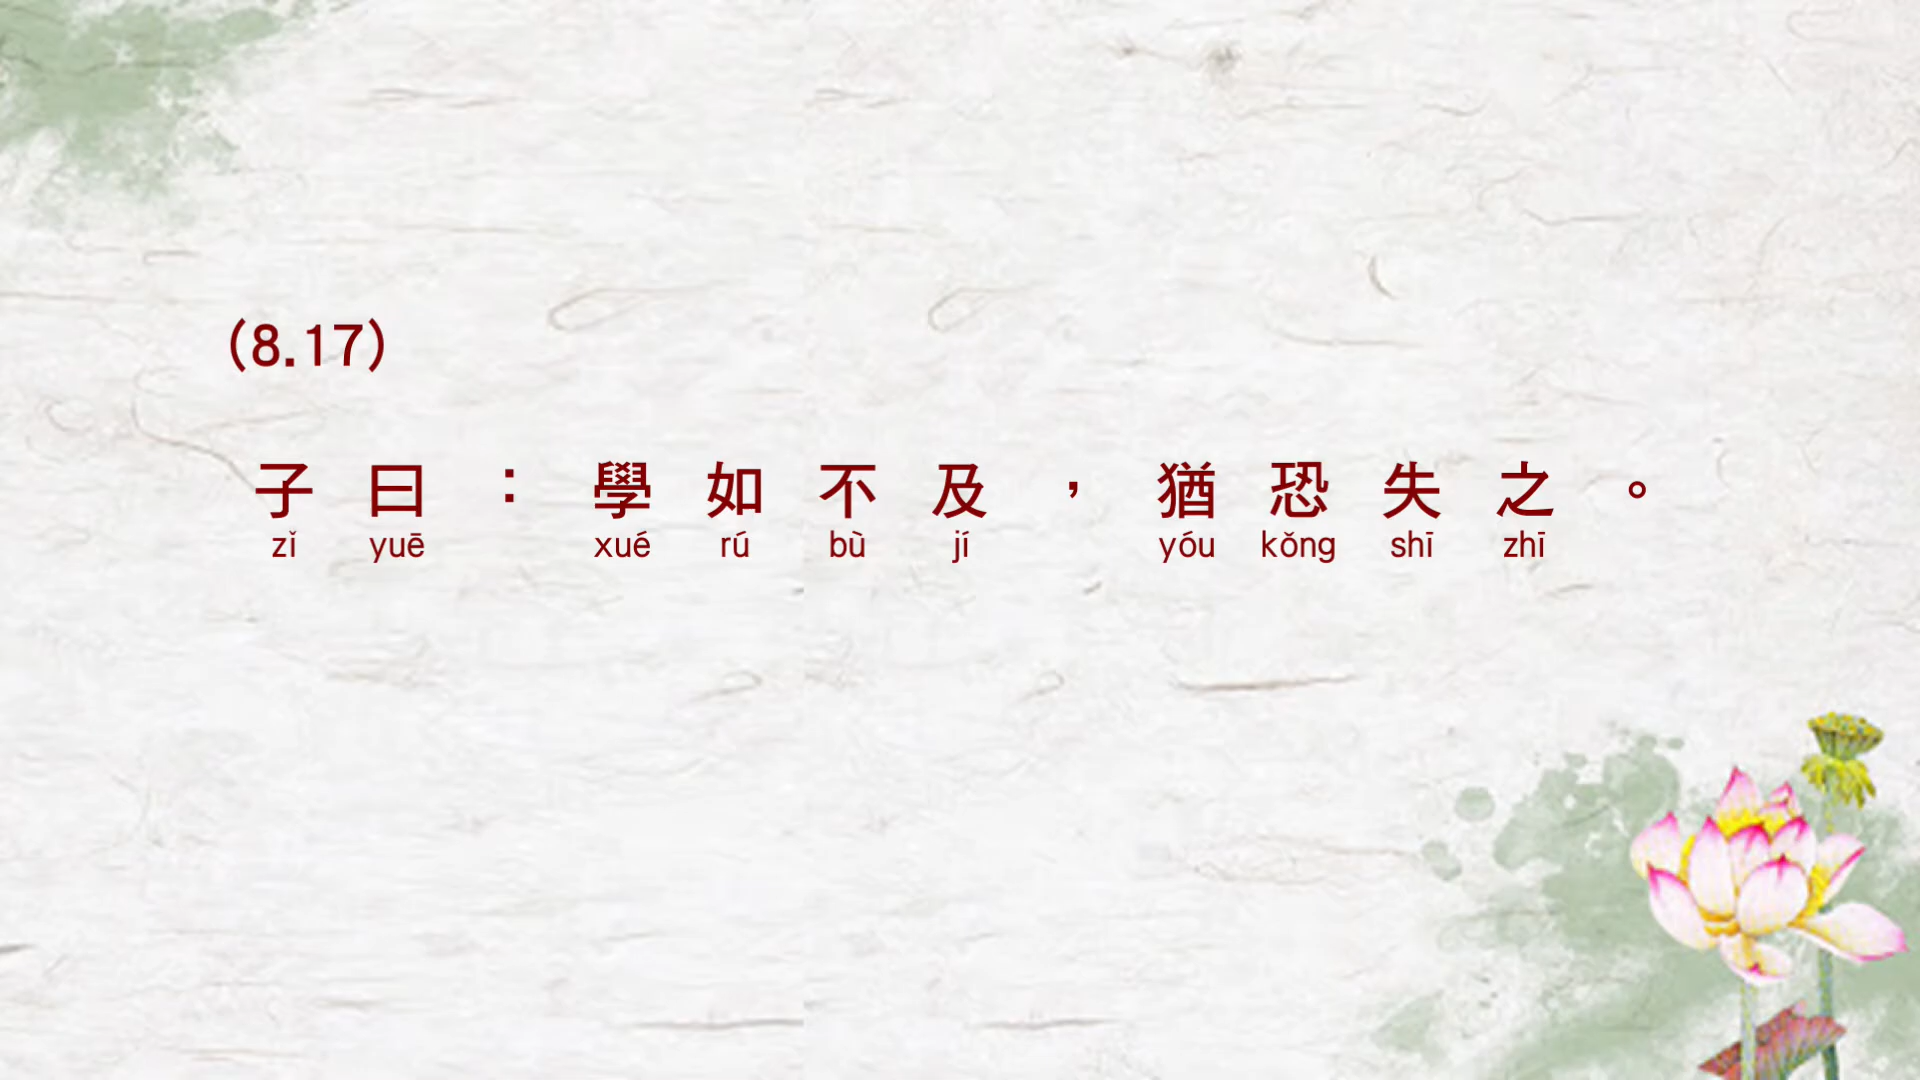 (8.17)
子曰：學如不及，猶恐失之。
zǐ yuē xué rú bù jí yóu kǒng shī zhī